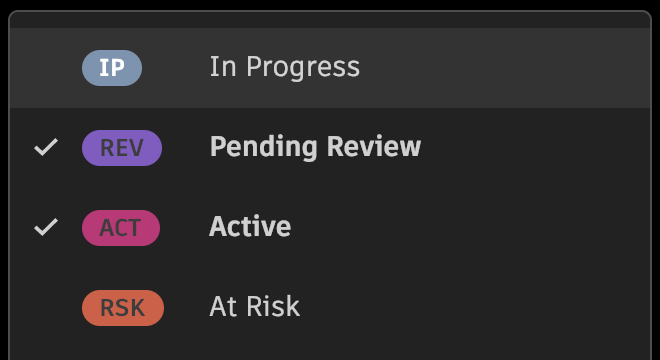 IP In Progress
REV Pending Review
ACT Active
RSK At Risk